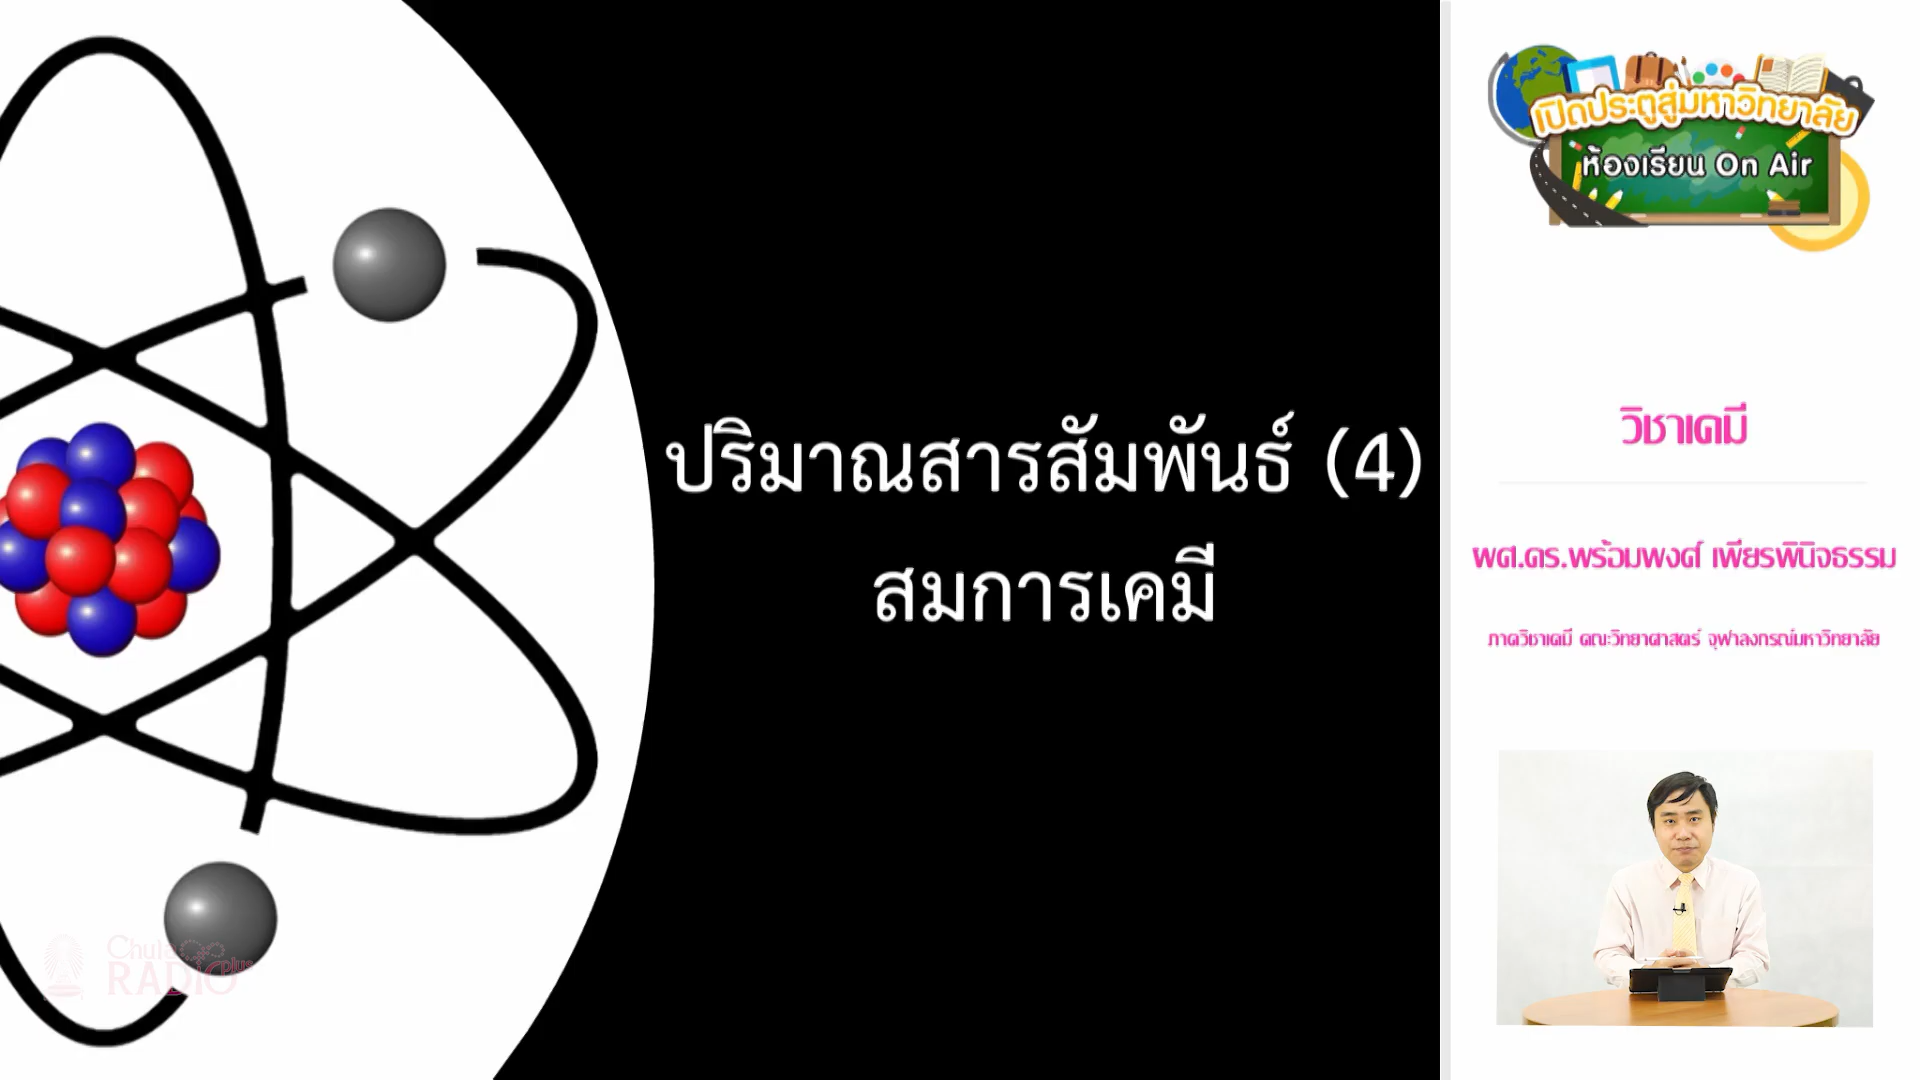 ปริมาณสารสัมพันธ์ (4)
สมการเคมี
เปิดประตูสู่มหาวิทยาลัย
ห้องเรียน On Air
วิชาเคมี
ผศ.ดร.พร้อมพงศ์ เพียรพินิจธรรม
ภาควิชาเคมี คณะวิทยาศาสตร์ จุฬาลงกรณ์มหาวิทยาลัย
Chula
RADIO plus